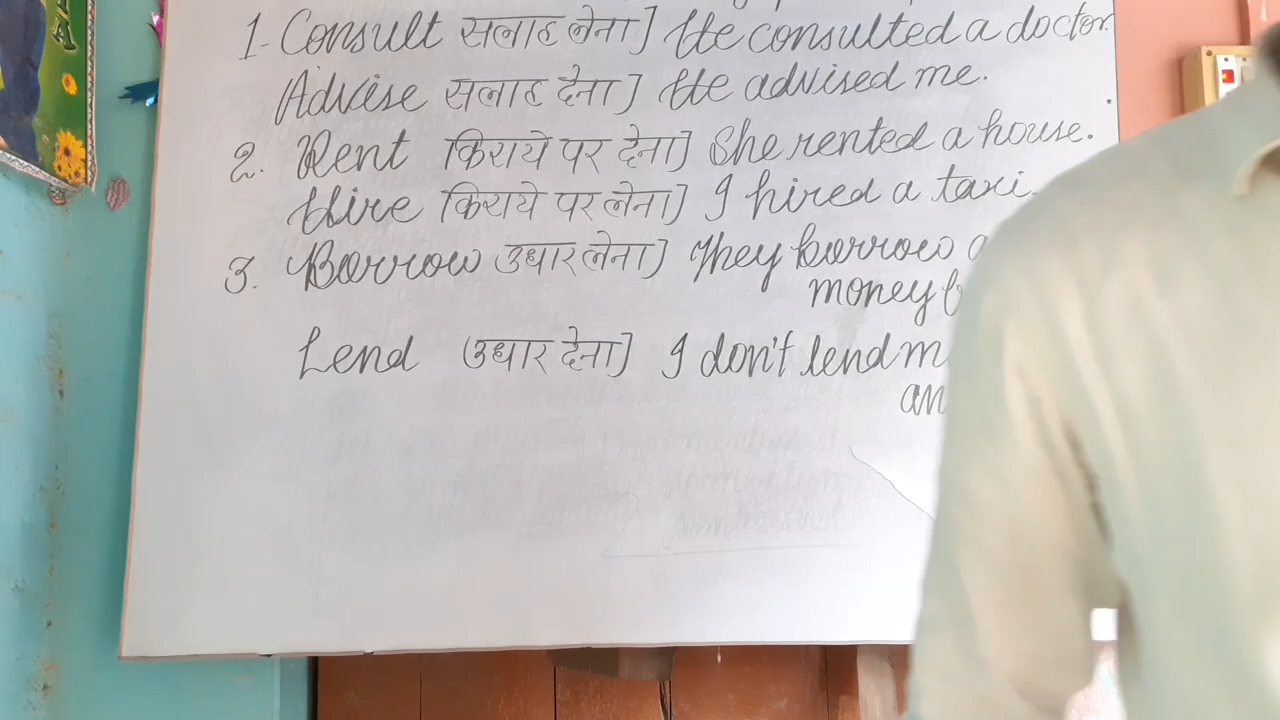 1. Consult सलाह लेना] He consulted a doctor.
Advise सलाह देना] He advised me.
2. Rent किराये पर देना] She rented a house.
Hire किराये पर लेना] I hired a taxi.
3. Borrow उधार लेना] They borrow
money
Lend (उधार देना] I don't lend